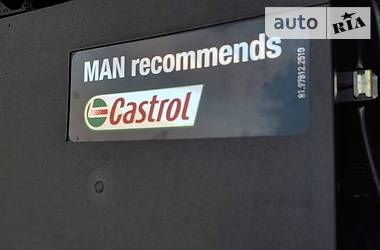 auto RIA
MAN recommends
Castrol
81.97812.2510